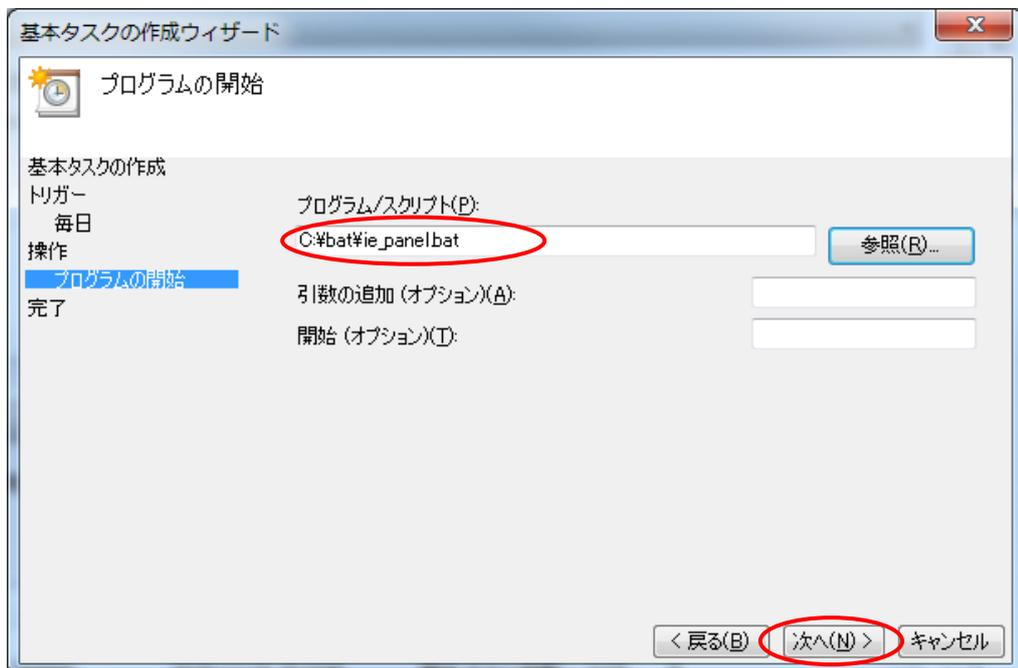 基本タスクの作成ウィザード
プログラムの開始
基本タスクの作成
トリガー
毎日
操作
プログラムの開始
完了
プログラム/スクリプト(P):
C:¥bat¥ie_panel.bat
参照(R)...
引数の追加 (オプション)(A):
開始 (オプション)(T):
< 戻る(B)
次へ(N) >
キャンセル